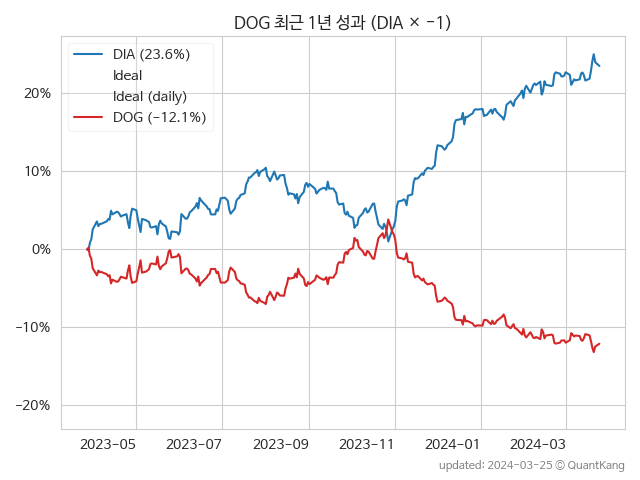 DOG 최근 1년 성과 (DIA × −1)
DIA (23.6%)
Ideal
Ideal (daily)
DOG (−12.1%)
20%
10%
0%
−10%
−20%
2023-05
2023-07
2023-09
2023-11
2024-01
2024-03
updated: 2024-03-25 © QuantKang